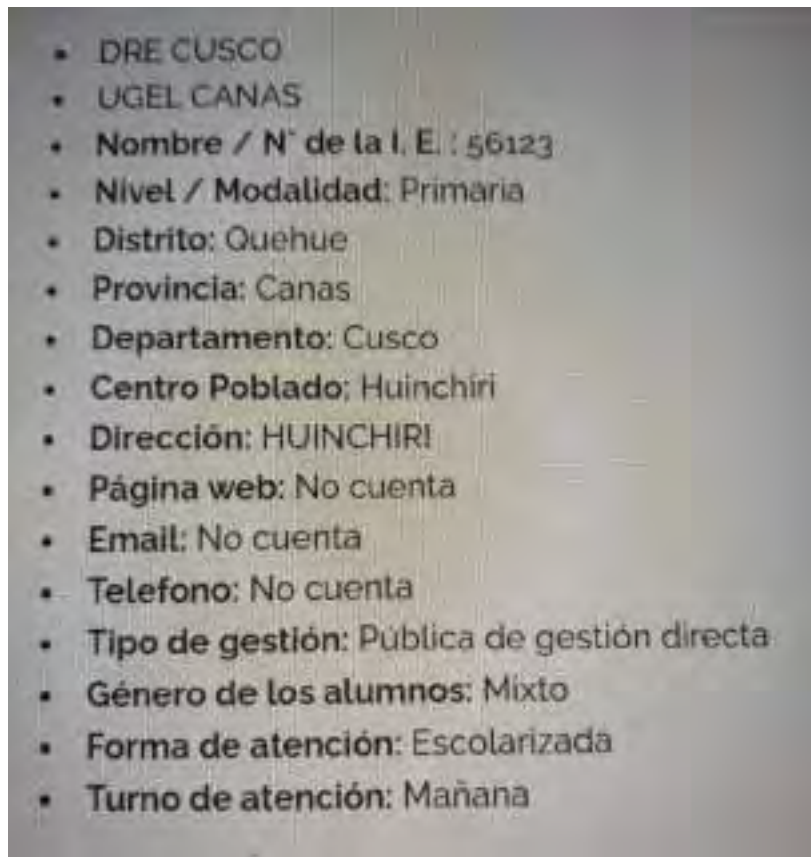 • DRE CUSCO
• UGEL CANAS
• Nombre / N° de la I. E. : 56123
• Nivel / Modalidad: Primaria
• Distrito: Quehue
• Provincia: Canas
• Departamento: Cusco
• Centro Poblado: Huinchiri
• Dirección: HUINCHIRI
• Página web: No cuenta
• Email: No cuenta
• Telefono: No cuenta
• Tipo de gestión: Pública de gestión directa
• Género de los alumnos: Mixto
• Forma de atención: Escolarizada
• Turno de atención: Mañana